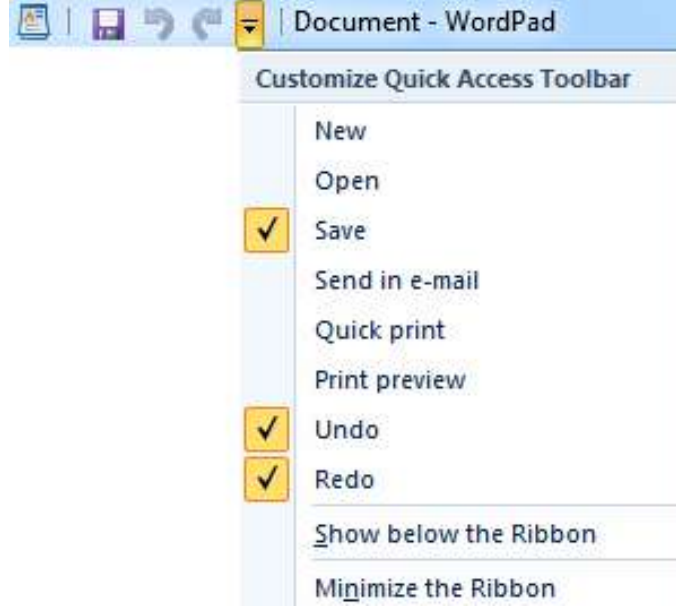 Document - WordPad
Customize Quick Access Toolbar
New
Open
Save
Send in e-mail
Quick print
Print preview
Undo
Redo
Show below the Ribbon
Minimize the Ribbon